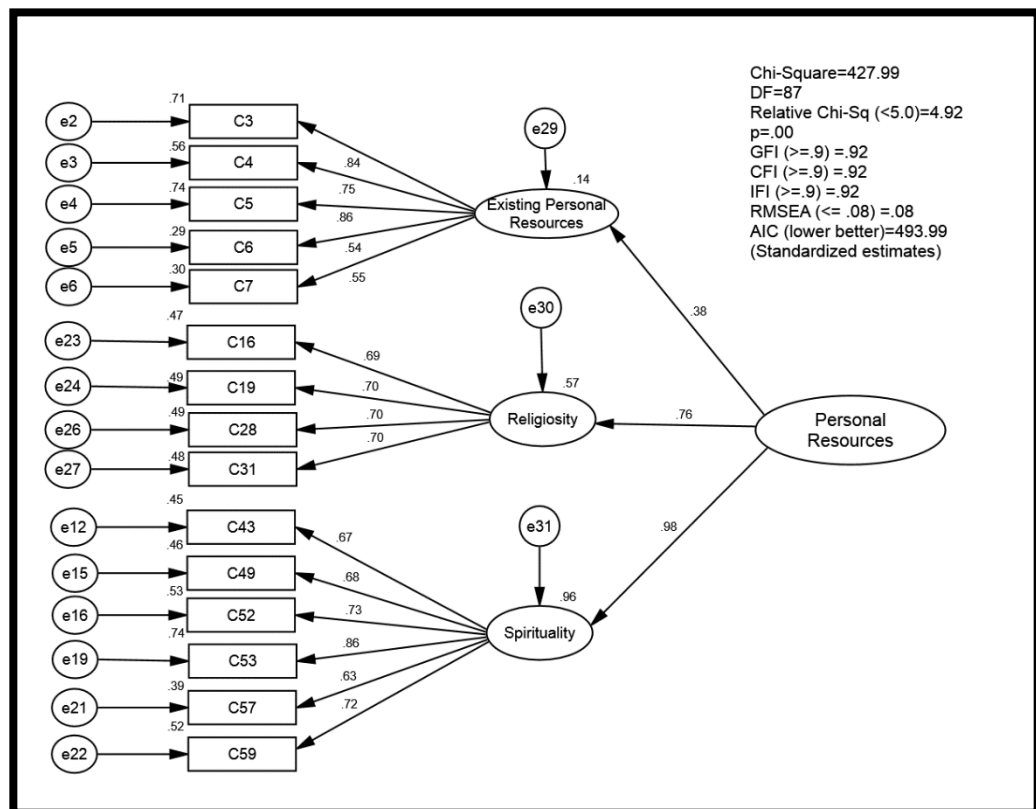 Chi-Square=427.99
DF=87
Relative Chi-Sq (<5.0)=4.92
p=.00
GFI (>=.9) =.92
CFI (>=.9) =.92
IFI (>=.9) =.92
RMSEA (<= .08) =.08
AIC (lower better)=493.99
(Standardized estimates)
e2
.71
C3
e3
.56
C4
e4
.74
C5
e5
.29
C6
e6
.30
C7
.84
.75
.86
.54
.55
e29
.14
Existing Personal
Resources
.38
e23
.47
C16
e24
.49
C19
e26
.49
C28
e27
.48
C31
.69
.70
.70
.70
e30
.57
Religiosity
.76
Personal
Resources
e12
.45
C43
e15
.46
C49
e16
.53
C52
e19
.74
C53
e21
.39
C57
e22
.52
C59
.67
.68
.73
.86
.63
.72
e31
.96
Spirituality
.98